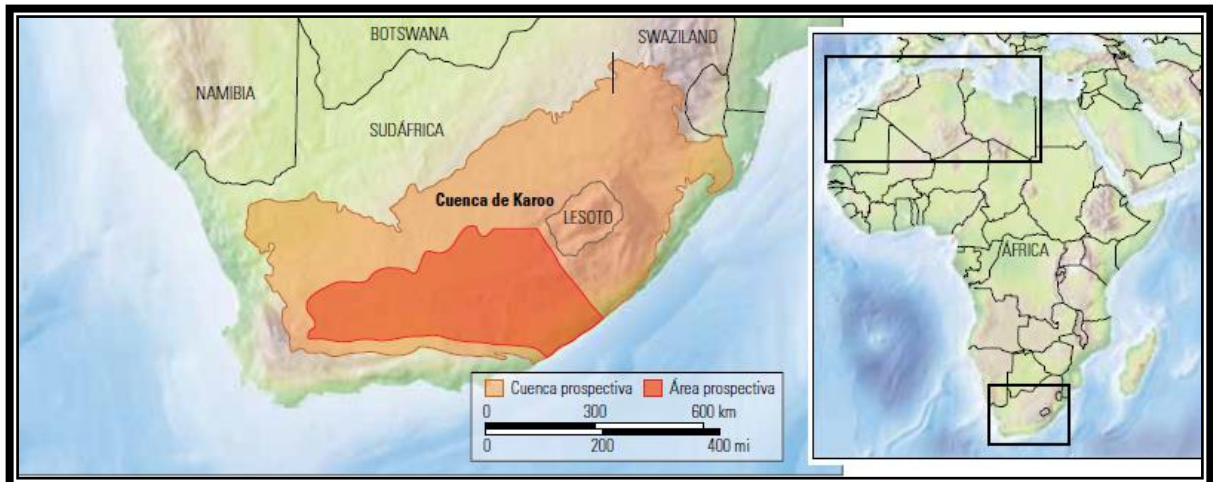 BOTSWANA
SWAZILAND
NAMIBIA
SUDÁFRICA
Cuenca de Karoo
LESOTO
Cuenca prospectiva
Área prospectiva
0 300 600 km
0 200 400 mi
ÁFRICA